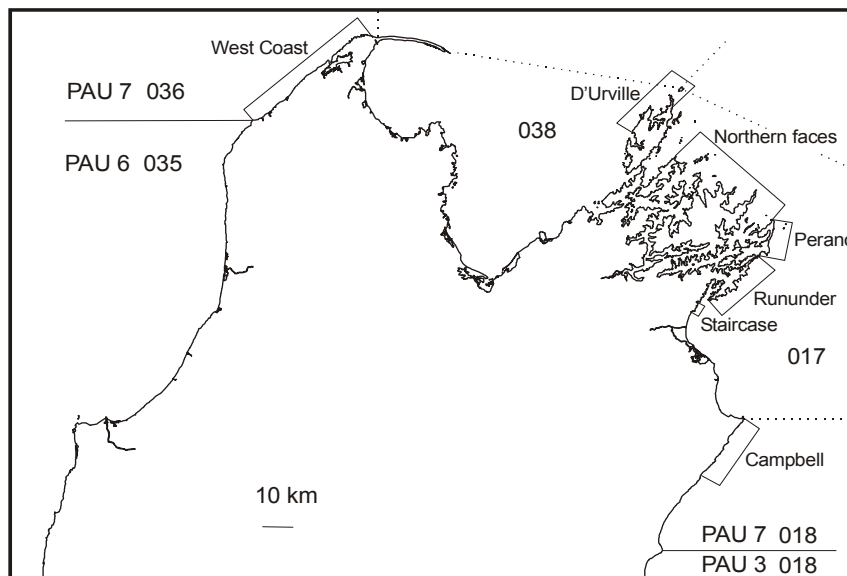 West Coast
PAU 7 036
D'Urville
038
Northern faces
PAU 6 035
Perano
Rununder
Staircase
017
Campbell
10 km
PAU 7 018
PAU 3 018